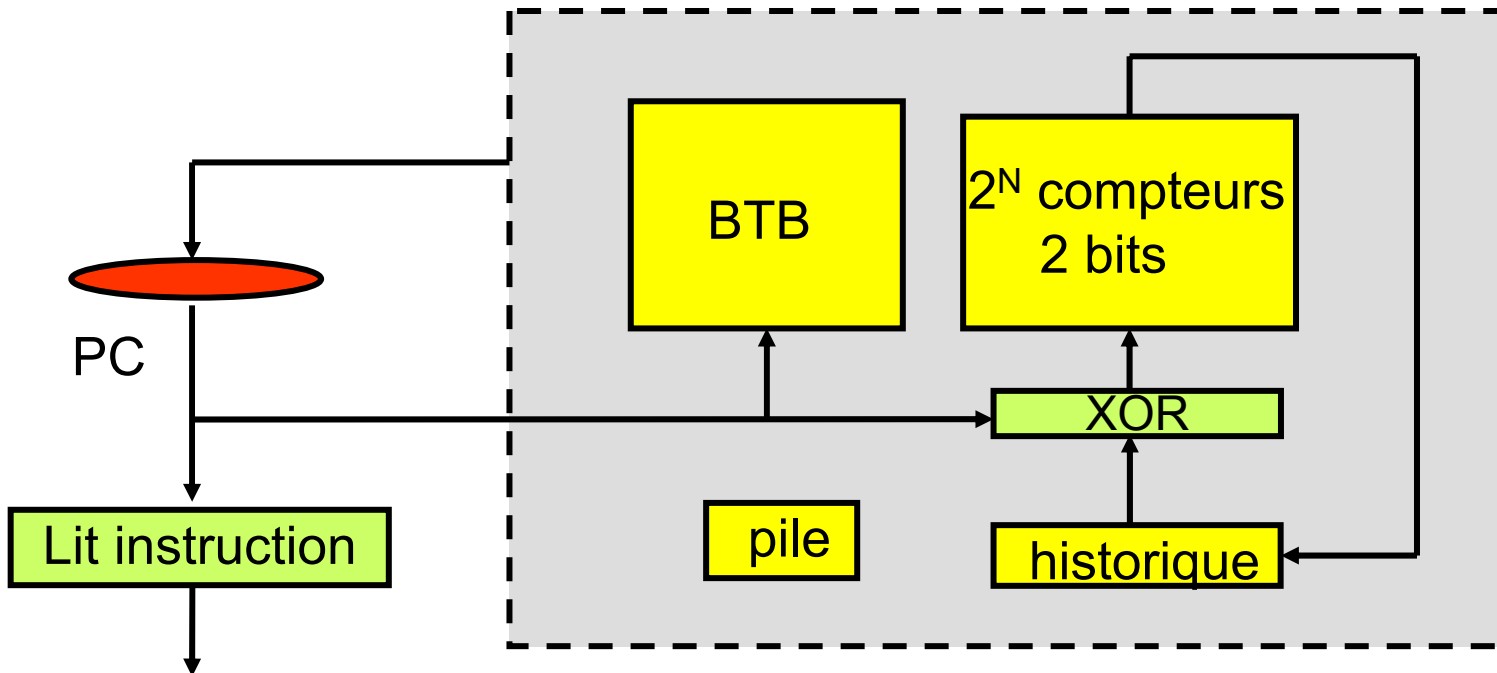 BTB
2ᴺ compteurs
2 bits
PC
XOR
Lit instruction
pile
historique